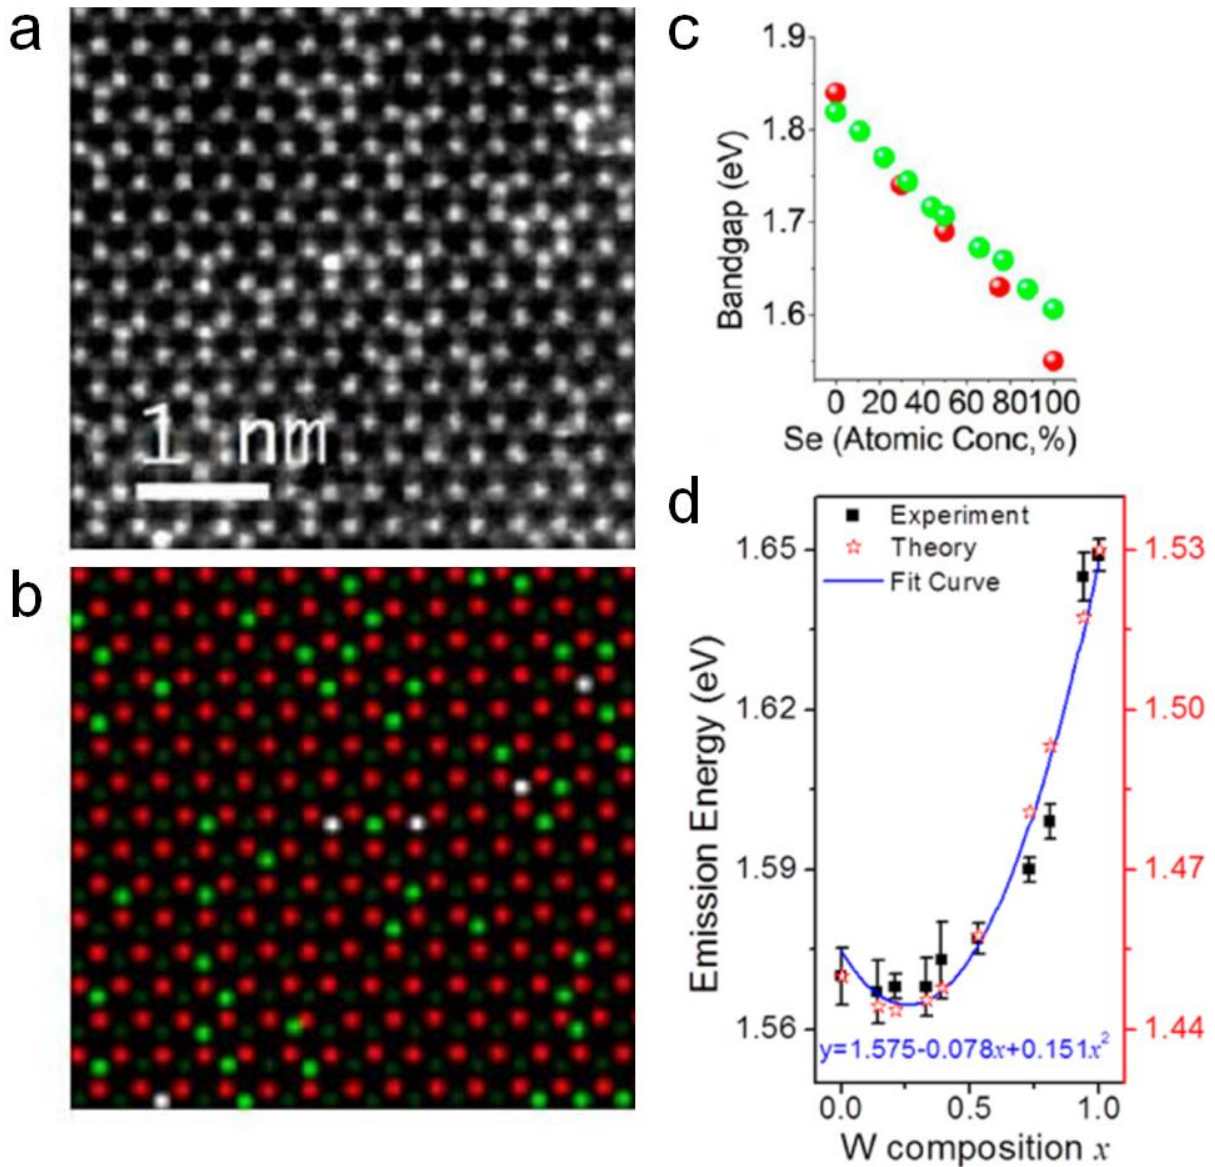 a
1 nm
b
c
1.9
1.8
1.7
1.6
Bandgap (eV)
0 20 40 60 80100
Se (Atomic Conc,%)
d
Experiment
Theory
Fit Curve
1.65
1.62
1.59
1.56
Emission Energy (eV)
1.53
1.50
1.47
1.44
y=1.575-0.078x+0.151x²
0.0 0.5 1.0
W composition x